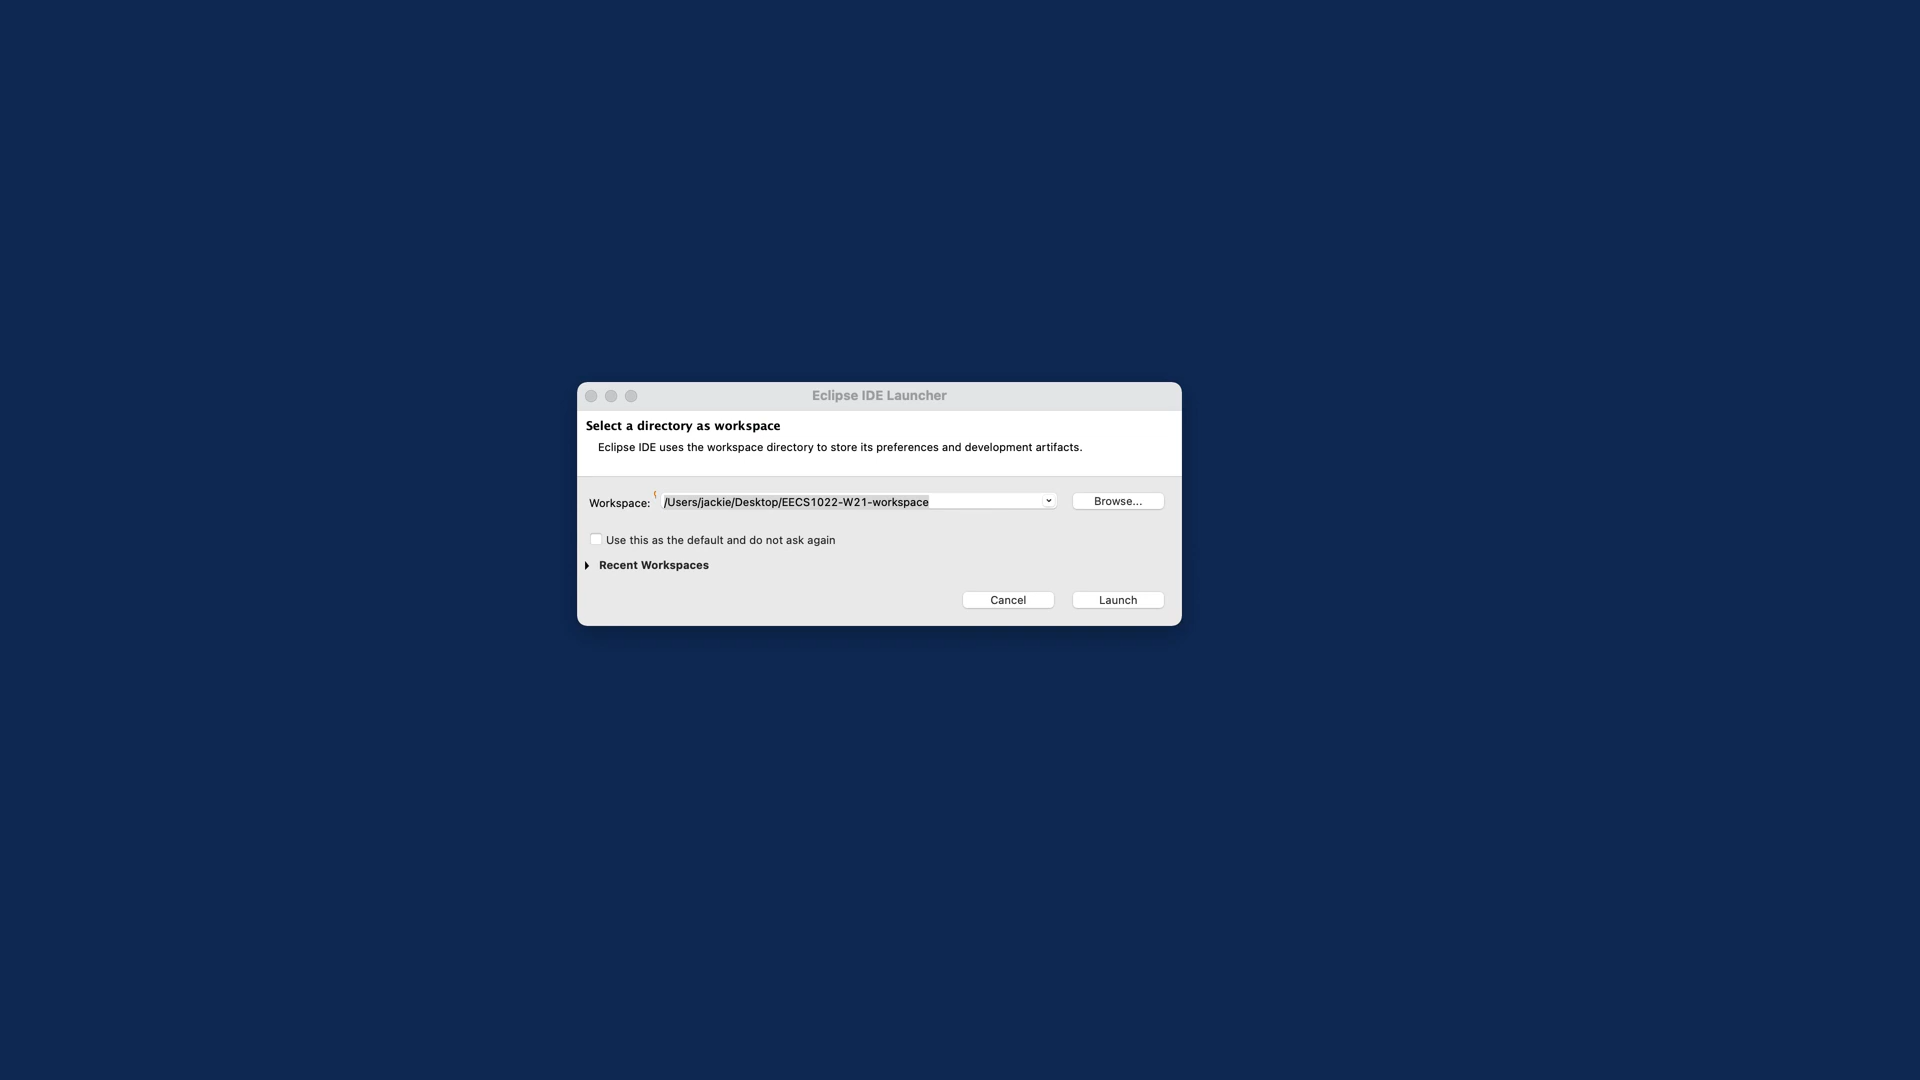 Eclipse IDE Launcher
Select a directory as workspace
Eclipse IDE uses the workspace directory to store its preferences and development artifacts.
Workspace: /Users/jackie/Desktop/EECS1022-W21-workspace Browse...
Use this as the default and do not ask again
Recent Workspaces
Cancel Launch